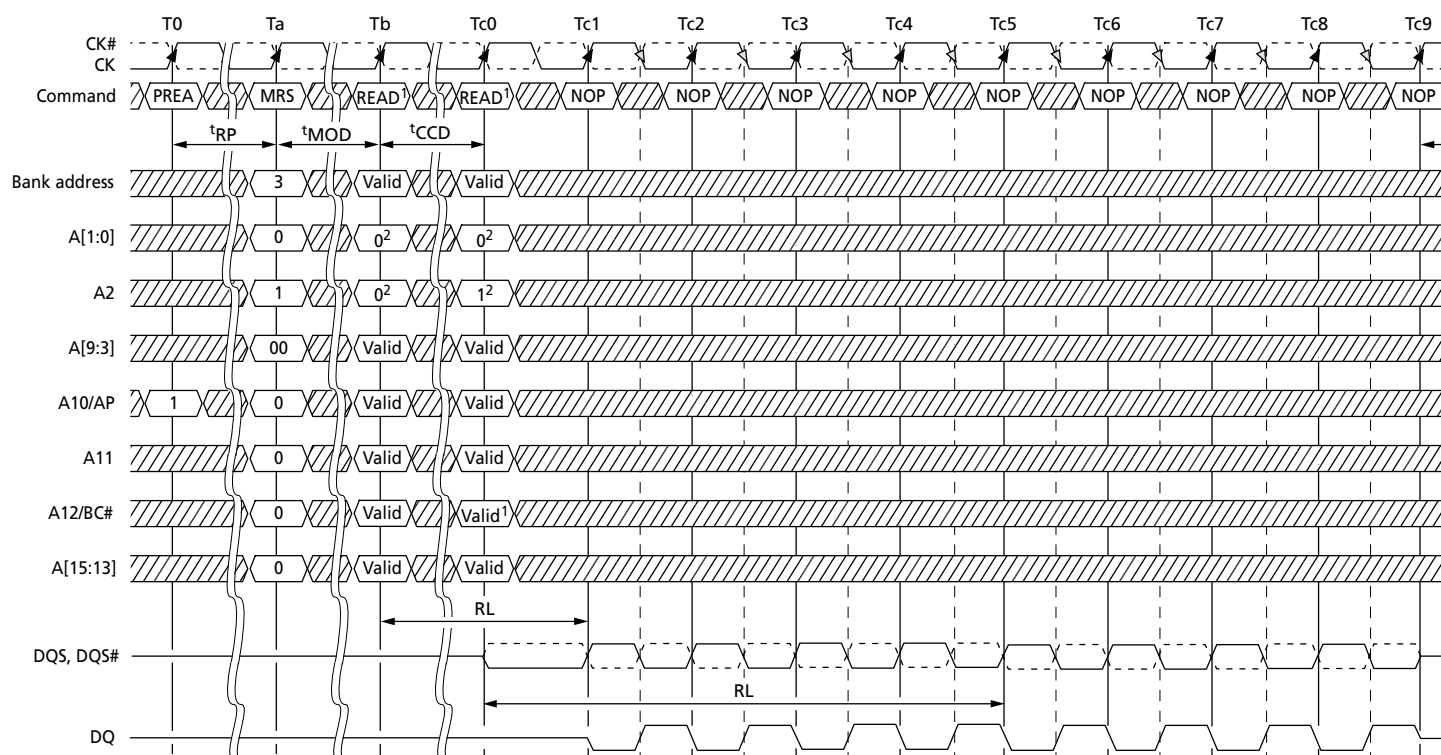 T0 Ta Tb Tc0 Tc1 Tc2 Tc3 Tc4 Tc5 Tc6 Tc7 Tc8 Tc9
CK#
CK
Command PREA MRS READ¹ READ¹ NOP NOP NOP NOP NOP NOP NOP NOP NOP
ᵗRP ᵗMOD ᵗCCD
Bank address 3 Valid Valid
A[1:0] 0 0² 0²
A2 1 0² 1²
A[9:3] 00 Valid Valid
A10/AP 1 0 Valid Valid
A11 0 Valid Valid
A12/BC# 0 Valid Valid¹
A[15:13] 0 Valid Valid
RL
DQS, DQS#
RL
DQ